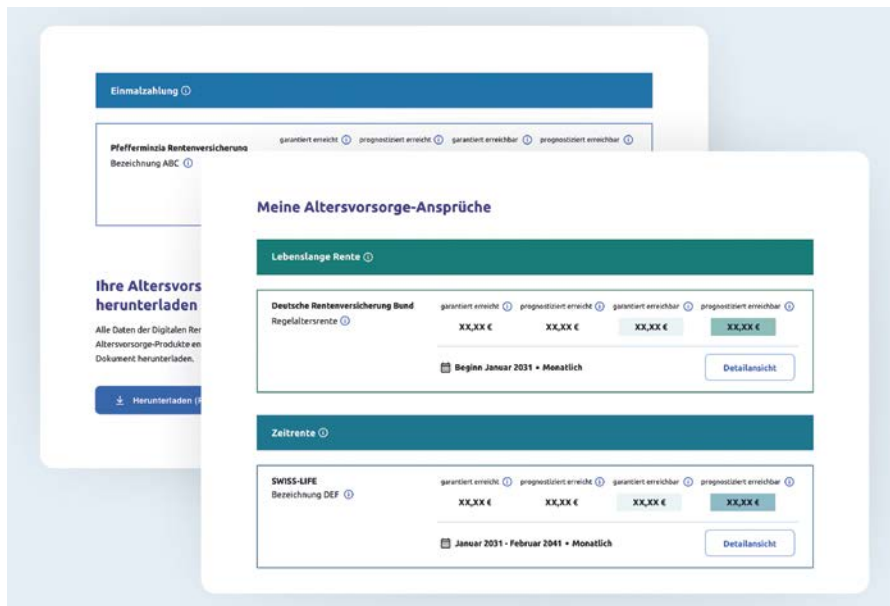 Einmalzahlung
Pfefferminzia Rentenversicherung
Bezeichnung ABC
garantiert erreicht prognostiziert erreicht garantiert erreichbar prognostiziert erreichbar
Ihre Altersvors
herunterladen
Alle Daten der Digitalen Ren
Altersvorsorge-Produkte en
Dokument herunterladen.
Herunterladen (P
Meine Altersvorsorge-Ansprüche
Lebenslange Rente
Deutsche Rentenversicherung Bund
Regelaltersrente
garantiert erreicht prognostiziert erreicht garantiert erreichbar prognostiziert erreichbar
XX,XX € XX,XX € XX,XX € XX,XX €
Beginn Januar 2031 • Monatlich
Detailansicht
Zeitrente
SWISS-LIFE
Bezeichnung DEF
garantiert erreicht prognostiziert erreicht garantiert erreichbar prognostiziert erreichbar
XX,XX € XX,XX € XX,XX € XX,XX €
Januar 2031 - Februar 2041 • Monatlich
Detailansicht